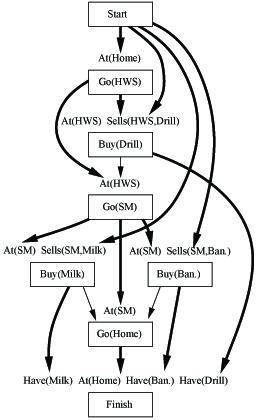 Start
At(Home)
Go(HWS)
At(HWS) Sells(HWS,Drill)
Buy(Drill)
At(HWS)
Go(SM)
At(SM) Sells(SM,Milk) At(SM) Sells(SM,Ban.)
Buy(Milk) Buy(Ban.)
At(SM)
Go(Home)
Have(Milk) At(Home) Have(Ban.) Have(Drill)
Finish